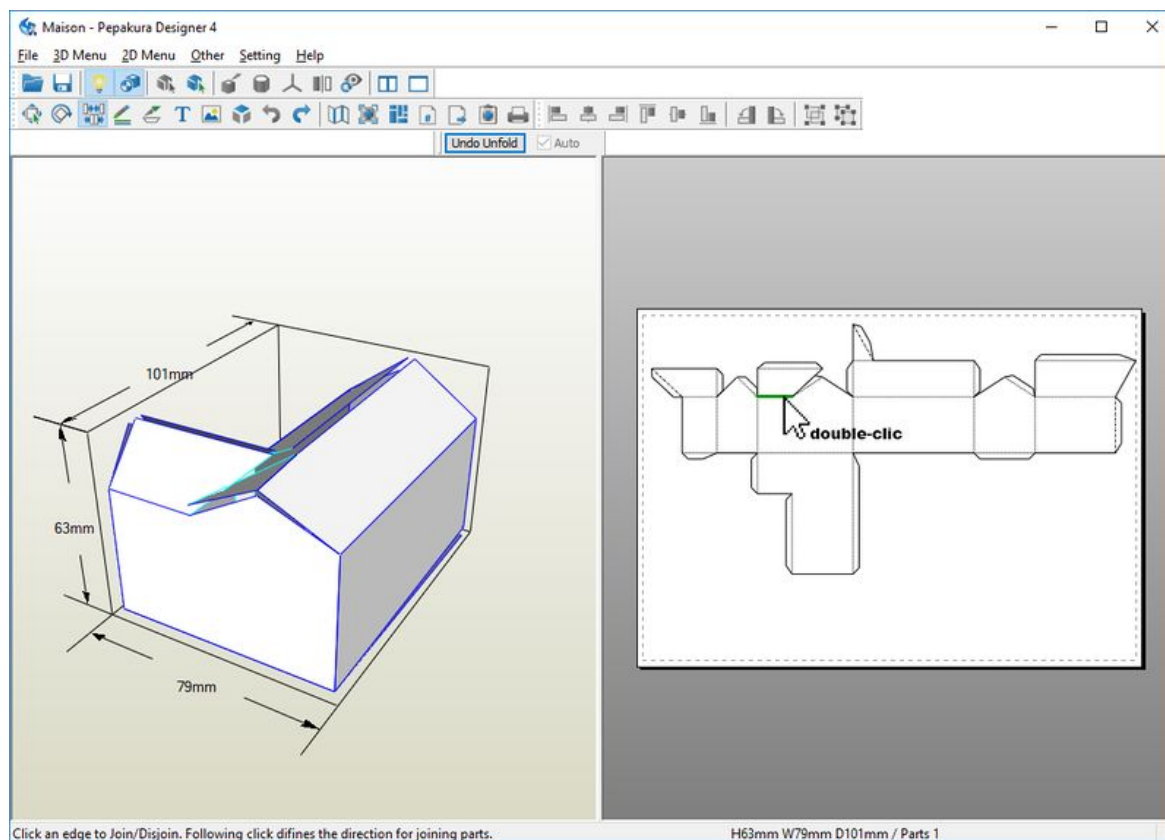 Maison - Pepakura Designer 4
File 3D Menu 2D Menu Other Setting Help
T
Undo Unfold Auto
101mm
63mm
79mm
double-clic
Click an edge to Join/Disjoin. Following click difines the direction for joining parts.
H63mm W79mm D101mm / Parts 1